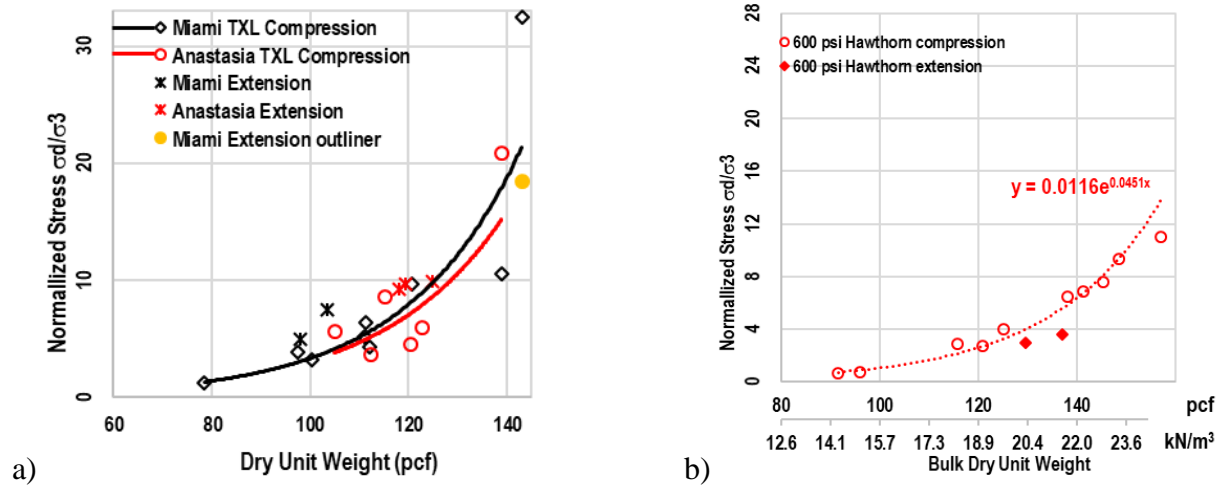 Miami TXL Compression
Anastasia TXL Compression
Miami Extension
Anastasia Extension
Miami Extension outliner
Normallized Stress σd/σ3
30
20
10
0
60 80 100 120 140
Dry Unit Weight (pcf)
a)
600 psi Hawthorn compression
600 psi Hawthorn extension
Normalized Stress σd/σ3
28
24
20
16
12
8
4
0
y = 0.0116e^0.0451x
80 100 120 140 pcf
12.6 14.1 15.7 17.3 18.9 20.4 22.0 23.6 kN/m³
Bulk Dry Unit Weight
b)